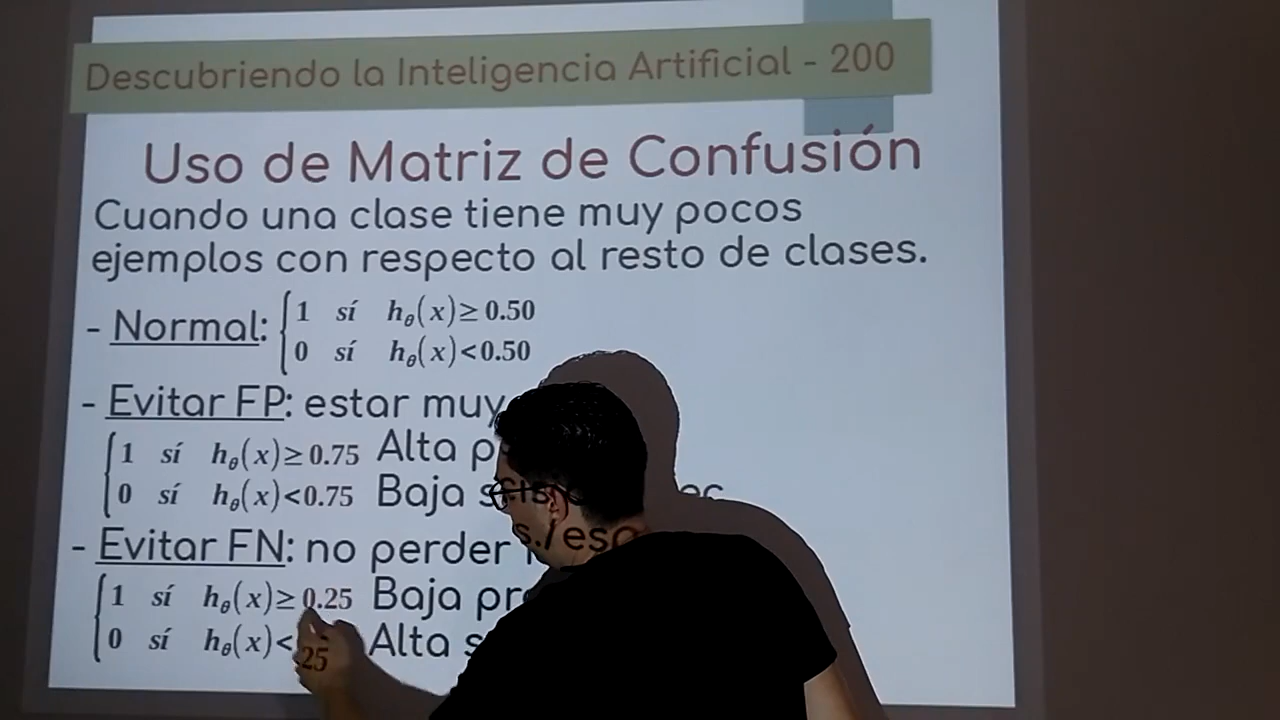 Descubriendo la Inteligencia Artificial - 200
Uso de Matriz de Confusión
Cuando una clase tiene muy pocos
ejemplos con respecto al resto de clases.
- Normal: { 1 sí hθ(x)≥0.50
0 sí hθ(x)<0.50
- Evitar FP: estar muy
{ 1 sí hθ(x)≥0.75 Alta
0 sí hθ(x)<0.75 Baja
- Evitar FN: no perder
{ 1 sí hθ(x)≥0.25 Baja
0 sí hθ(x)< .25 Alta